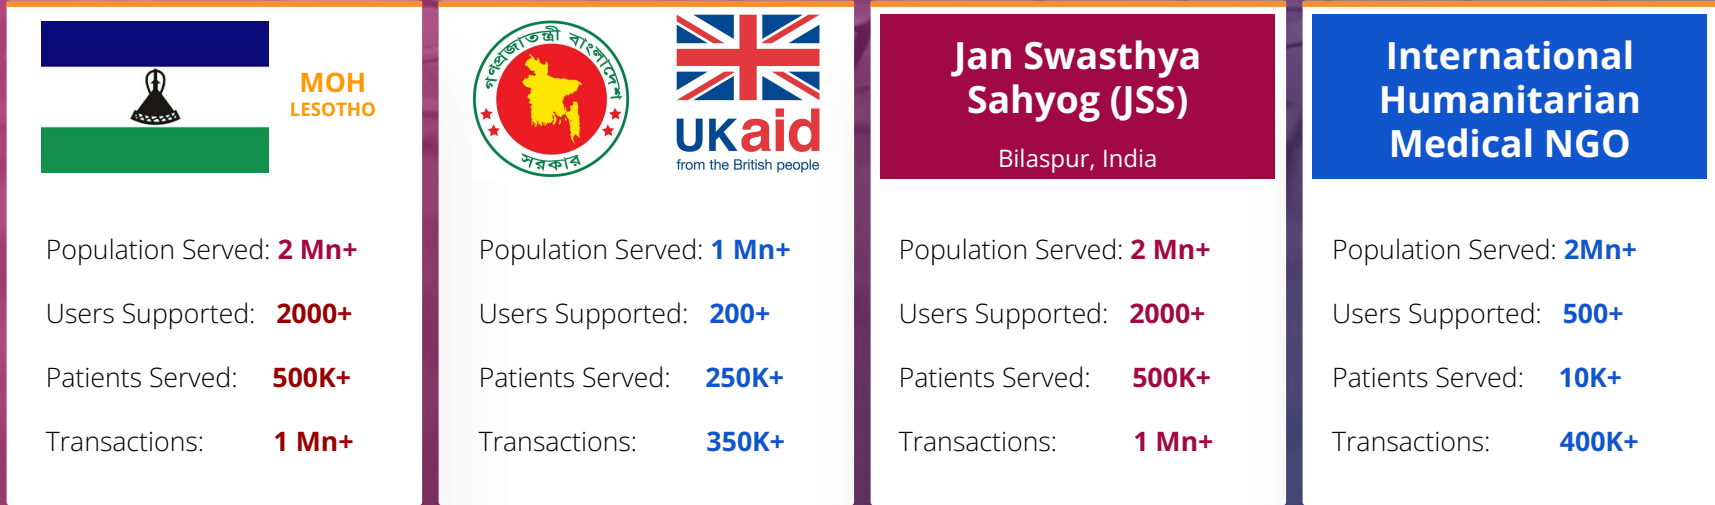 MOH
LESOTHO
Population Served: 2 Mn+
Users Supported: 2000+
Patients Served: 500K+
Transactions: 1 Mn+
গণপ্রজাতন্ত্রী বাংলাদেশ
সরকার
UKaid
from the British people
Population Served: 1 Mn+
Users Supported: 200+
Patients Served: 250K+
Transactions: 350K+
Jan Swasthya
Sahyog (JSS)
Bilaspur, India
Population Served: 2 Mn+
Users Supported: 2000+
Patients Served: 500K+
Transactions: 1 Mn+
International
Humanitarian
Medical NGO
Population Served: 2Mn+
Users Supported: 500+
Patients Served: 10K+
Transactions: 400K+